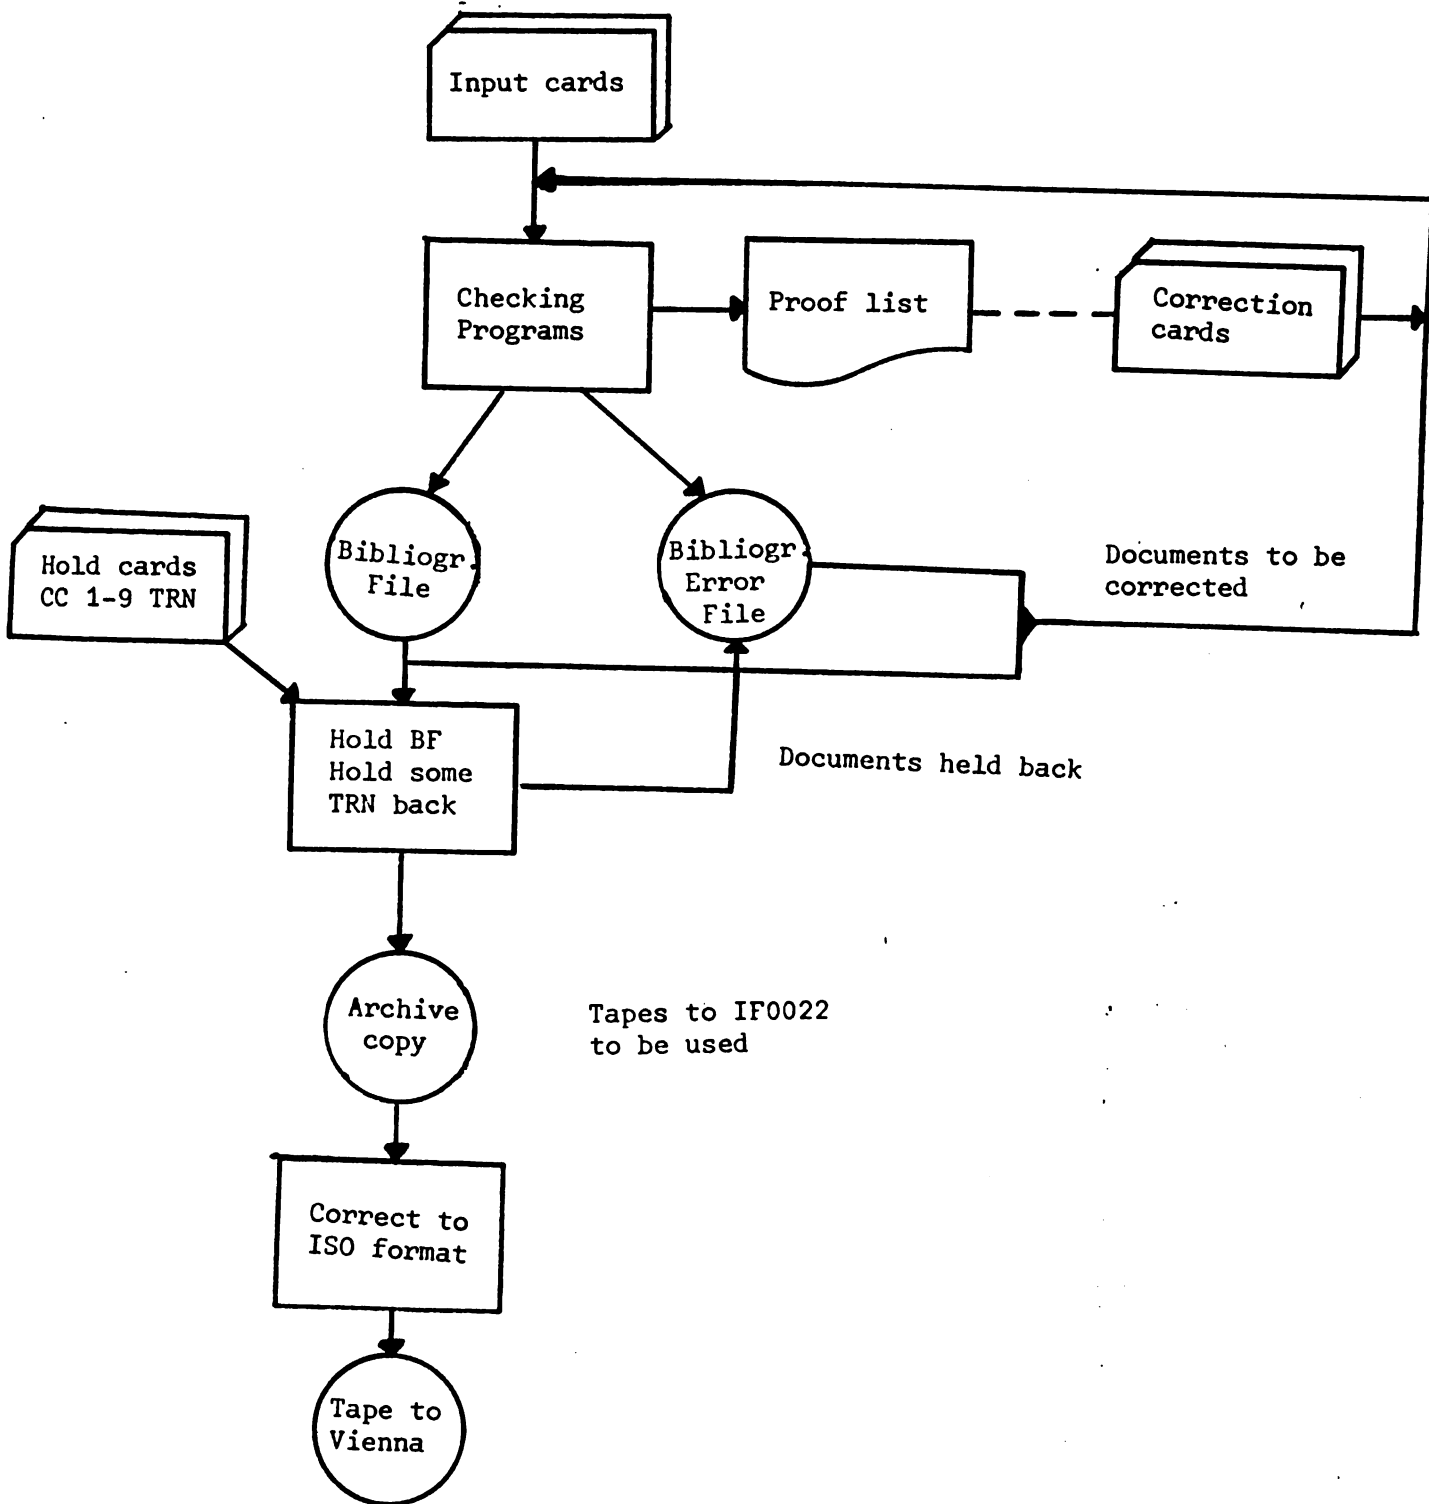 Input cards
Checking
Programs
Proof list
Correction
cards
Hold cards
CC 1-9 TRN
Bibliogr.
File
Bibliogr.
Error
File
Documents to be
corrected
Hold BF
Hold some
TRN back
Documents held back
Archive
copy
Tapes to IF0022
to be used
Correct to
ISO format
Tape to
Vienna